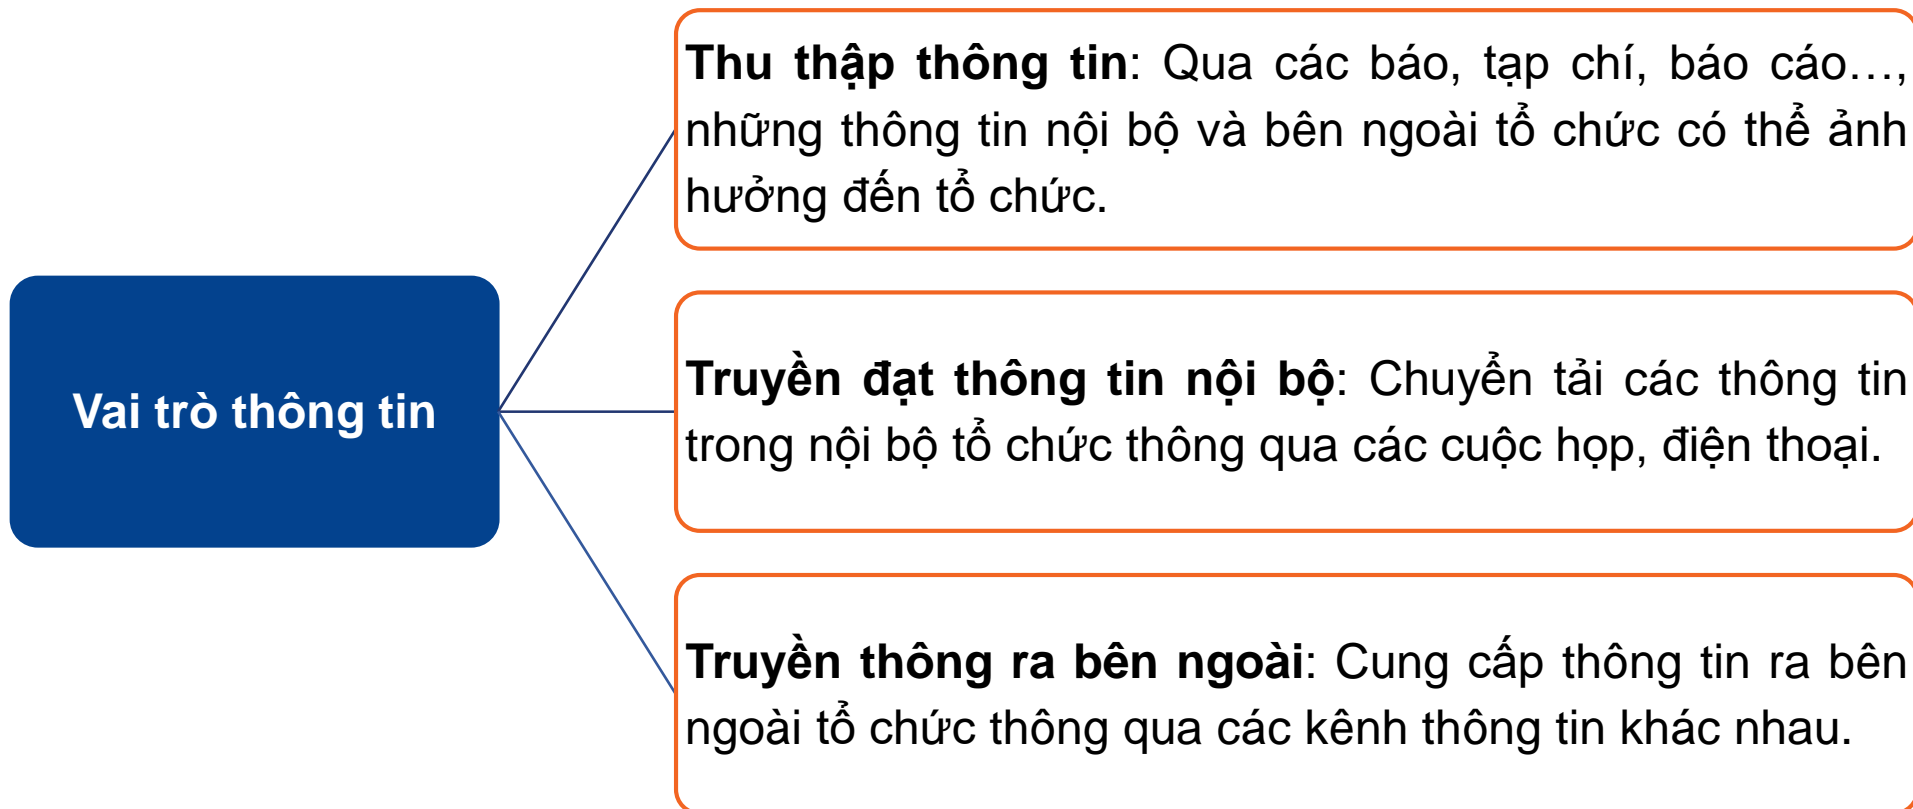 Thu thập thông tin: Qua các báo, tạp chí, báo cáo…,
những thông tin nội bộ và bên ngoài tổ chức có thể ảnh
hưởng đến tổ chức.
Vai trò thông tin
Truyền đạt thông tin nội bộ: Chuyển tải các thông tin
trong nội bộ tổ chức thông qua các cuộc họp, điện thoại.
Truyền thông ra bên ngoài: Cung cấp thông tin ra bên
ngoài tổ chức thông qua các kênh thông tin khác nhau.